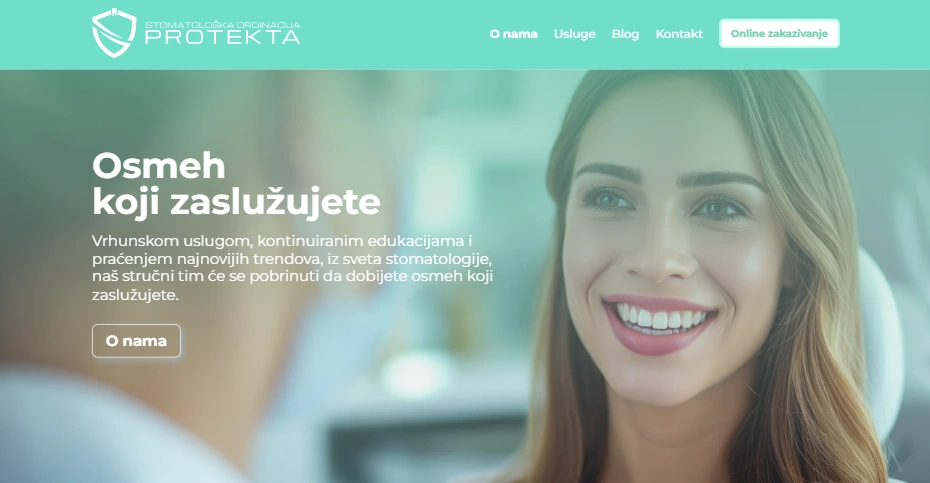 STOMATOLOŠKA ORDINACIJA
PROTEKTA
O nama Usluge Blog Kontakt Online zakazivanje
Osmeh
koji zaslužujete
Vrhunskom uslugom, kontinuiranim edukacijama i
praćenjem najnovijih trendova, iz sveta stomatologije,
naš stručni tim će se pobrinuti da dobijete osmeh koji
zaslužujete.
O nama